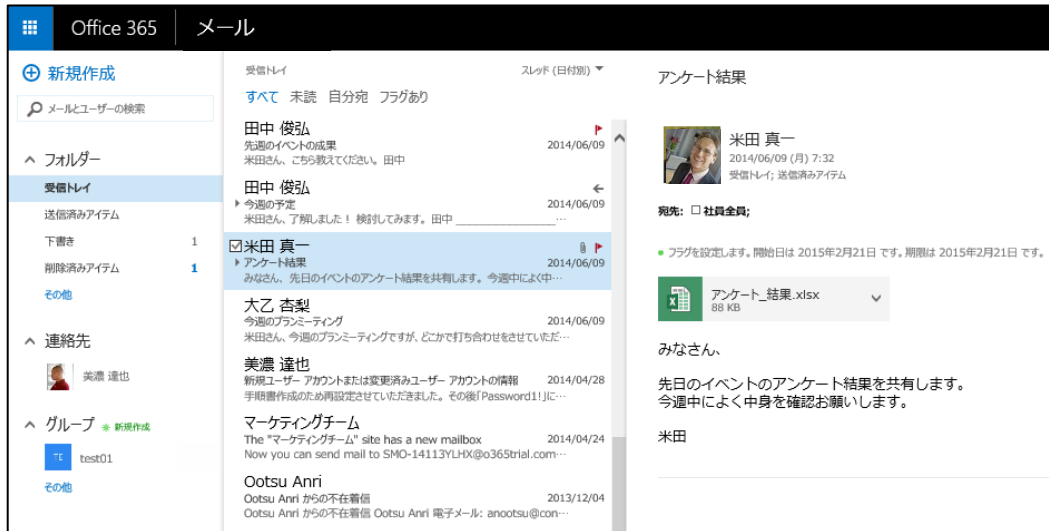 Office 365 メール
新規作成
メールとユーザーの検索
フォルダー
受信トレイ
送信済みアイテム
下書き 1
削除済みアイテム 1
その他
連絡先
美濃 達也
グループ 新規作成
TE test01
その他
受信トレイ スレッド (日付別)
すべて 未読 自分宛 フラグあり
田中 俊弘
先週のイベントの成果 2014/06/09
米田さん、こちら教えてください。田中
田中 俊弘
今週の予定 2014/06/09
米田さん、了解しました！ 検討してみます。田中 ________________…
米田 真一
アンケート結果 2014/06/09
みなさん、先日のイベントのアンケート結果を共有します。今週中によく中…
大乙 杏梨
今週のプランミーティング 2014/06/09
米田さん、今週のプランミーティングですが、どこかで打ち合わせをさせていただ…
美濃 達也
新規ユーザー アカウントまたは変更済みユーザー アカウントの情報 2014/04/28
手順書作成のため再設定させていただきました。その後「Password1!」に…
マーケティングチーム
The "マーケティングチーム" site has a new mailbox 2014/04/24
Now you can send mail to SMO-14113YLHX@o365trial.com…
Ootsu Anri
Ootsu Anri からの不在着信 2013/12/04
Ootsu Anri からの不在着信 Ootsu Anri 電子メール: anootsu@con…
アンケート結果
米田 真一
2014/06/09 (月) 7:32
受信トレイ; 送信済みアイテム
宛先: 社員全員;
フラグを設定します。開始日は 2015年2月21日 です。期限は 2015年2月21日 です。
アンケート_結果.xlsx
88 KB
みなさん、
先日のイベントのアンケート結果を共有します。
今週中によく中身を確認お願いします。
米田